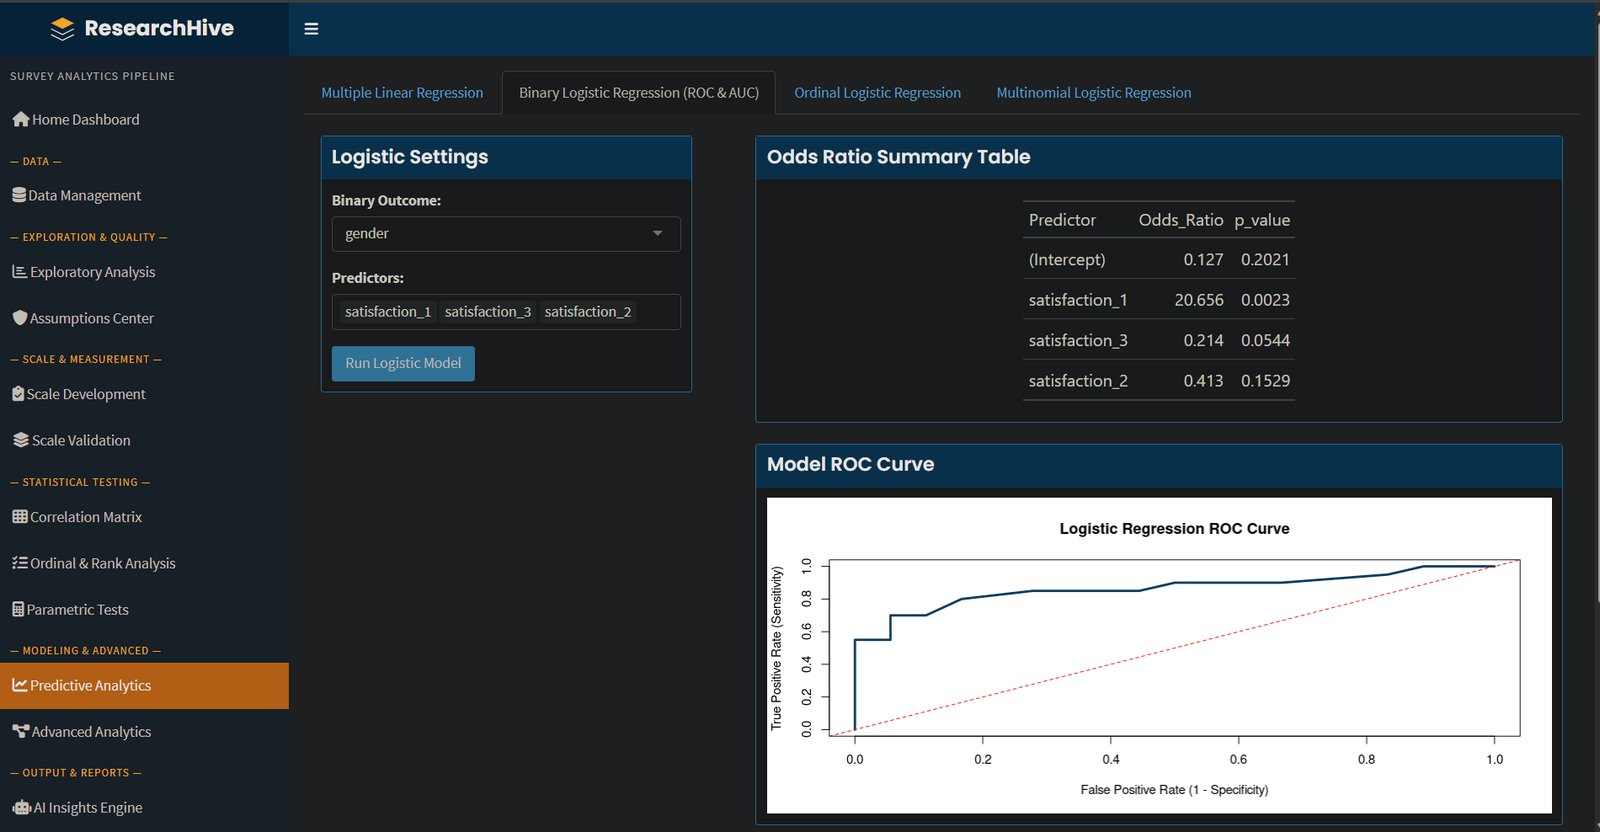 ResearchHive
SURVEY ANALYTICS PIPELINE
Home Dashboard
— DATA —
Data Management
— EXPLORATION & QUALITY —
Exploratory Analysis
Assumptions Center
— SCALE & MEASUREMENT —
Scale Development
Scale Validation
— STATISTICAL TESTING —
Correlation Matrix
Ordinal & Rank Analysis
Parametric Tests
— MODELING & ADVANCED —
Predictive Analytics
Advanced Analytics
— OUTPUT & REPORTS —
AI Insights Engine
Multiple Linear Regression
Binary Logistic Regression (ROC & AUC)
Ordinal Logistic Regression
Multinomial Logistic Regression
Logistic Settings
Binary Outcome:
gender
Predictors:
satisfaction_1 satisfaction_3 satisfaction_2
Run Logistic Model
Odds Ratio Summary Table
Predictor Odds_Ratio p_value
(Intercept) 0.127 0.2021
satisfaction_1 20.656 0.0023
satisfaction_3 0.214 0.0544
satisfaction_2 0.413 0.1529
Model ROC Curve
Logistic Regression ROC Curve
True Positive Rate (Sensitivity)
1.0
0.8
0.6
0.4
0.2
0.0
0.0 0.2 0.4 0.6 0.8 1.0
False Positive Rate (1 - Specificity)